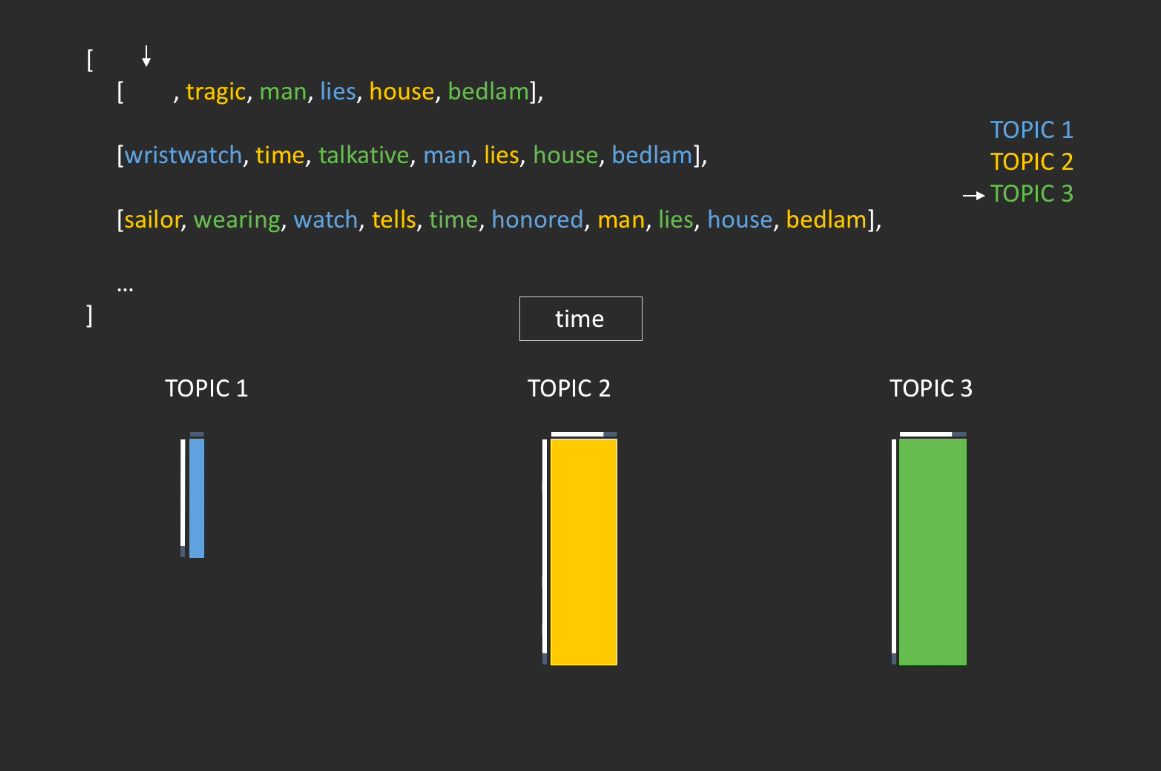 [
[ , tragic, man, lies, house, bedlam],
[wristwatch, time, talkative, man, lies, house, bedlam],
TOPIC 1
TOPIC 2
TOPIC 3
[sailor, wearing, watch, tells, time, honored, man, lies, house, bedlam],
...
]
time
TOPIC 1
TOPIC 2
TOPIC 3